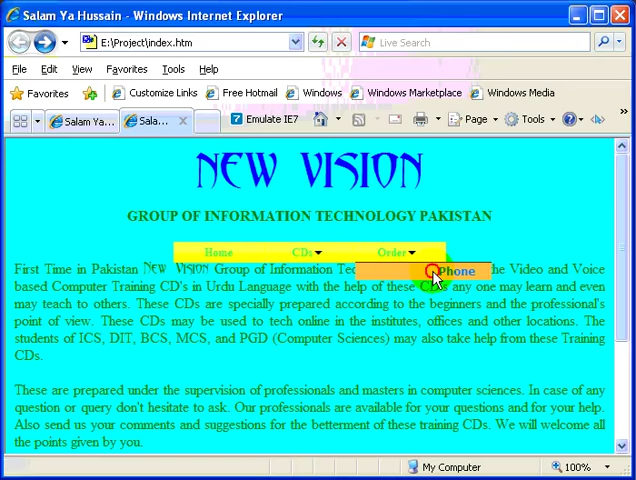 Salam Ya Hussain - Windows Internet Explorer
E:\Project\index.htm
Live Search
File Edit View Favorites Tools Help
Favorites Customize Links Free Hotmail Windows Marketplace Windows Media
Salam Ya... Sala... Emulate IE7 Page Tools
NEW VISION
GROUP OF INFORMATION TECHNOLOGY PAKISTAN
Home CDs Order
Phone
First Time in Pakistan NEW VISION Group of Information Tec the Video and Voice
based Computer Training CD's in Urdu Language with the help of these CDs any one may learn and even
may teach to others. These CDs are specially prepared according to the beginners and the professional's
point of view. These CDs may be used to tech online in the institutes, offices and other locations. The
students of ICS, DIT, BCS, MCS, and PGD (Computer Sciences) may also take help from these Training
CDs.
These are prepared under the supervision of professionals and masters in computer sciences. In case of any
question or query don't hesitate to ask. Our professionals are available for your questions and for your help.
Also send us your comments and suggestions for the betterment of these training CDs. We will welcome all
the points given by you.
My Computer 100%